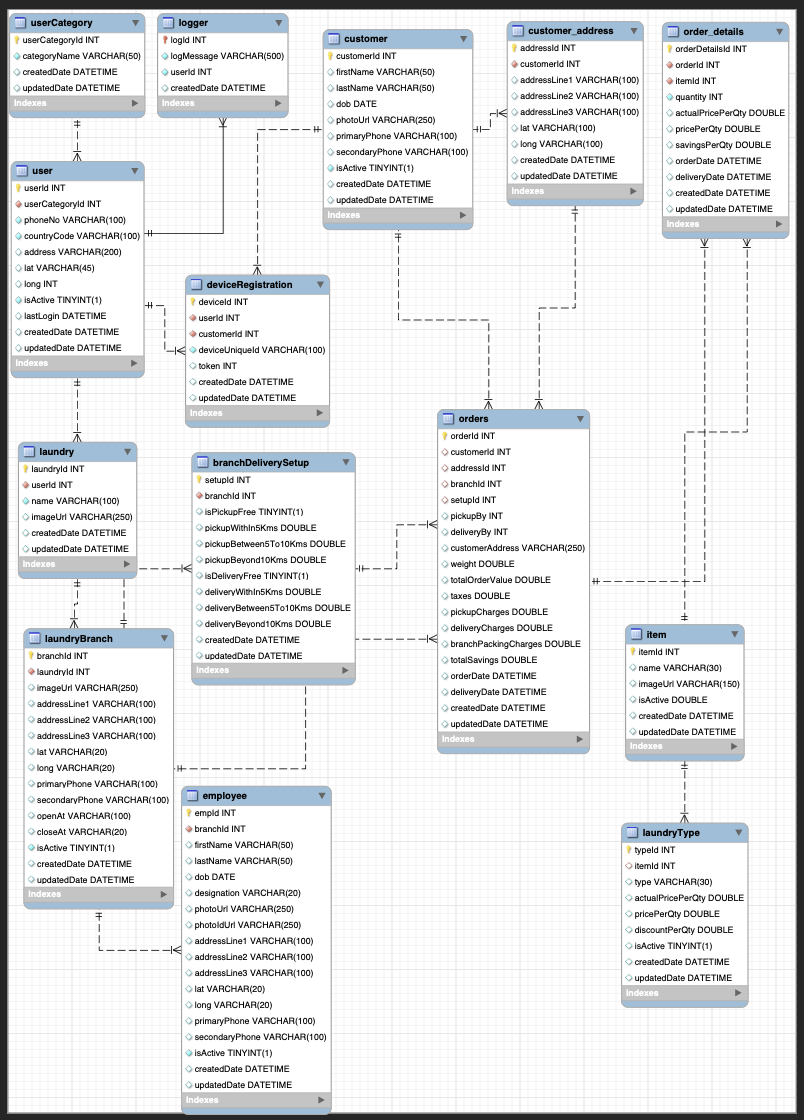 userCategory
userCategoryId INT
categoryName VARCHAR(50)
createdDate DATETIME
updatedDate DATETIME
Indexes
logger
logId INT
logMessage VARCHAR(500)
userId INT
createdDate DATETIME
Indexes
customer
customerId INT
firstName VARCHAR(50)
lastName VARCHAR(50)
dob DATE
photoUrl VARCHAR(250)
primaryPhone VARCHAR(100)
secondaryPhone VARCHAR(100)
isActive TINYINT(1)
createdDate DATETIME
updatedDate DATETIME
Indexes
customer_address
addressId INT
customerId INT
addressLine1 VARCHAR(100)
addressLine2 VARCHAR(100)
addressLine3 VARCHAR(100)
lat VARCHAR(100)
long VARCHAR(100)
createdDate DATETIME
updatedDate DATETIME
Indexes
order_details
orderDetailsId INT
orderId INT
itemId INT
quantity INT
actualPricePerQty DOUBLE
pricePerQty DOUBLE
savingsPerQty DOUBLE
orderDate DATETIME
deliveryDate DATETIME
createdDate DATETIME
updatedDate DATETIME
Indexes
user
userId INT
userCategoryId INT
phoneNo VARCHAR(100)
countryCode VARCHAR(100)
address VARCHAR(200)
lat VARCHAR(45)
long INT
isActive TINYINT(1)
lastLogin DATETIME
createdDate DATETIME
updatedDate DATETIME
Indexes
deviceRegistration
deviceId INT
userId INT
customerId INT
deviceUniqueId VARCHAR(100)
token INT
createdDate DATETIME
updatedDate DATETIME
Indexes
laundry
laundryId INT
userId INT
name VARCHAR(100)
imageUrl VARCHAR(250)
createdDate DATETIME
updatedDate DATETIME
Indexes
branchDeliverySetup
setupId INT
branchId INT
isPickupFree TINYINT(1)
pickupWithIn5Kms DOUBLE
pickupBetween5To10Kms DOUBLE
pickupBeyond10Kms DOUBLE
isDeliveryFree TINYINT(1)
deliveryWithIn5Kms DOUBLE
deliveryBetween5To10Kms DOUBLE
deliveryBeyond10Kms DOUBLE
createdDate DATETIME
updatedDate DATETIME
Indexes
orders
orderId INT
customerId INT
addressId INT
branchId INT
setupId INT
pickupBy INT
deliveryBy INT
customerAddress VARCHAR(250)
weight DOUBLE
totalOrderValue DOUBLE
taxes DOUBLE
pickupCharges DOUBLE
deliveryCharges DOUBLE
branchPackingCharges DOUBLE
totalSavings DOUBLE
orderDate DATETIME
deliveryDate DATETIME
createdDate DATETIME
updatedDate DATETIME
Indexes
laundryBranch
branchId INT
laundryId INT
imageUrl VARCHAR(250)
addressLine1 VARCHAR(100)
addressLine2 VARCHAR(100)
addressLine3 VARCHAR(100)
lat VARCHAR(20)
long VARCHAR(20)
primaryPhone VARCHAR(100)
secondaryPhone VARCHAR(100)
openAt VARCHAR(100)
closeAt VARCHAR(20)
isActive TINYINT(1)
createdDate DATETIME
updatedDate DATETIME
Indexes
item
itemId INT
name VARCHAR(30)
imageUrl VARCHAR(150)
isActive DOUBLE
createdDate DATETIME
updatedDate DATETIME
Indexes
employee
empId INT
branchId INT
firstName VARCHAR(50)
lastName VARCHAR(50)
dob DATE
designation VARCHAR(20)
photoUrl VARCHAR(250)
photoIdUrl VARCHAR(250)
addressLine1 VARCHAR(100)
addressLine2 VARCHAR(100)
addressLine3 VARCHAR(100)
lat VARCHAR(20)
long VARCHAR(20)
primaryPhone VARCHAR(100)
secondaryPhone VARCHAR(100)
isActive TINYINT(1)
createdDate DATETIME
updatedDate DATETIME
Indexes
laundryType
typeId INT
itemId INT
type VARCHAR(30)
actualPricePerQty DOUBLE
pricePerQty DOUBLE
discountPerQty DOUBLE
isActive TINYINT(1)
createdDate DATETIME
updatedDate DATETIME
Indexes